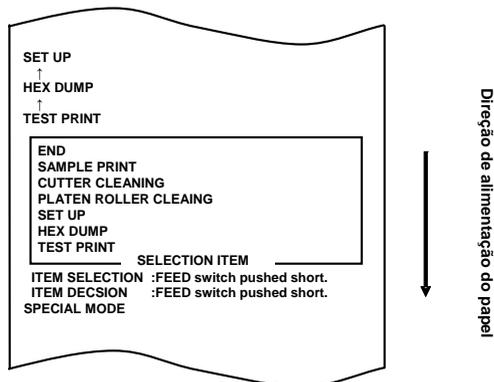 SET UP
↑
HEX DUMP
↑
TEST PRINT
END
SAMPLE PRINT
CUTTER CLEANING
PLATEN ROLLER CLEAING
SET UP
HEX DUMP
TEST PRINT
SELECTION ITEM
ITEM SELECTION :FEED switch pushed short.
ITEM DECSION :FEED switch pushed short.
SPECIAL MODE
Direção de alimentação do papel